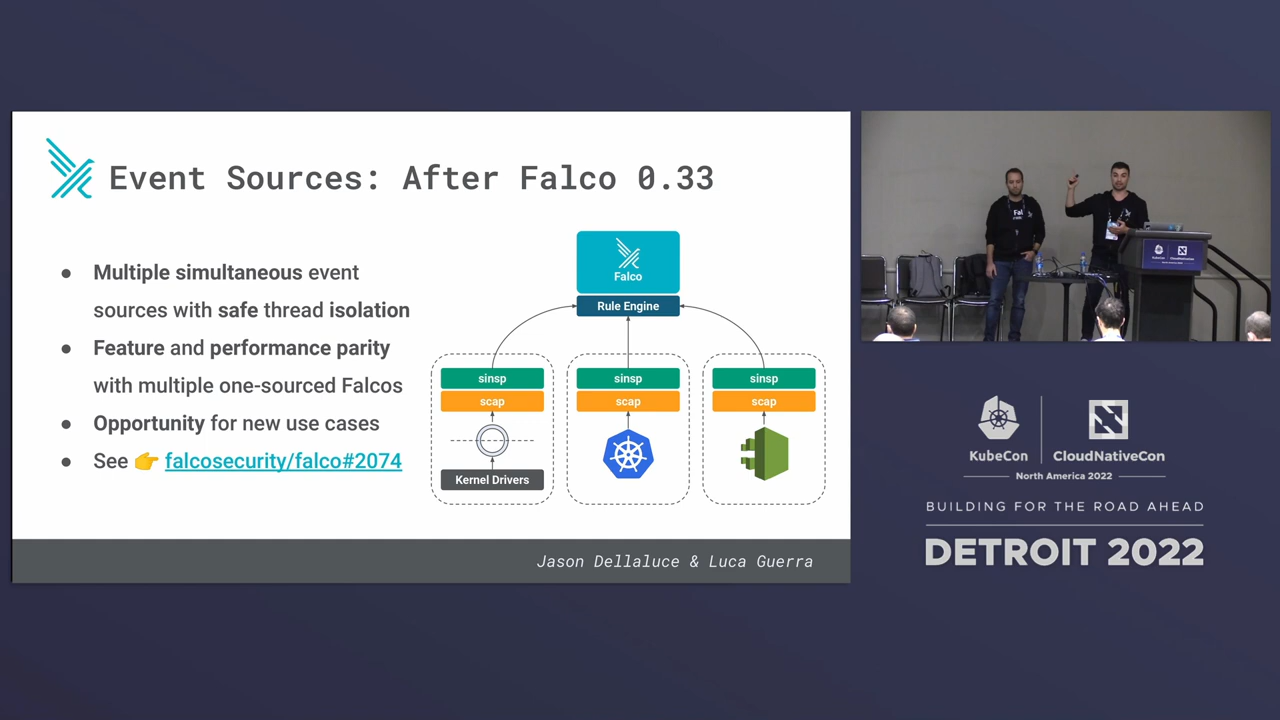 Event Sources: After Falco 0.33
Multiple simultaneous event
sources with safe thread isolation
Feature and performance parity
with multiple one-sourced Falcos
Opportunity for new use cases
See 👉 falcosecurity/falco#2074
Falco
Rule Engine
sinsp
scap
Kernel Drivers
sinsp
scap
sinsp
scap
Jason Dellaluce & Luca Guerra
Fal
KubeCon
CloudNativeCon
KubeCon
CloudNativeCon
North America 2022
BUILDING FOR THE ROAD AHEAD
DETROIT 2022